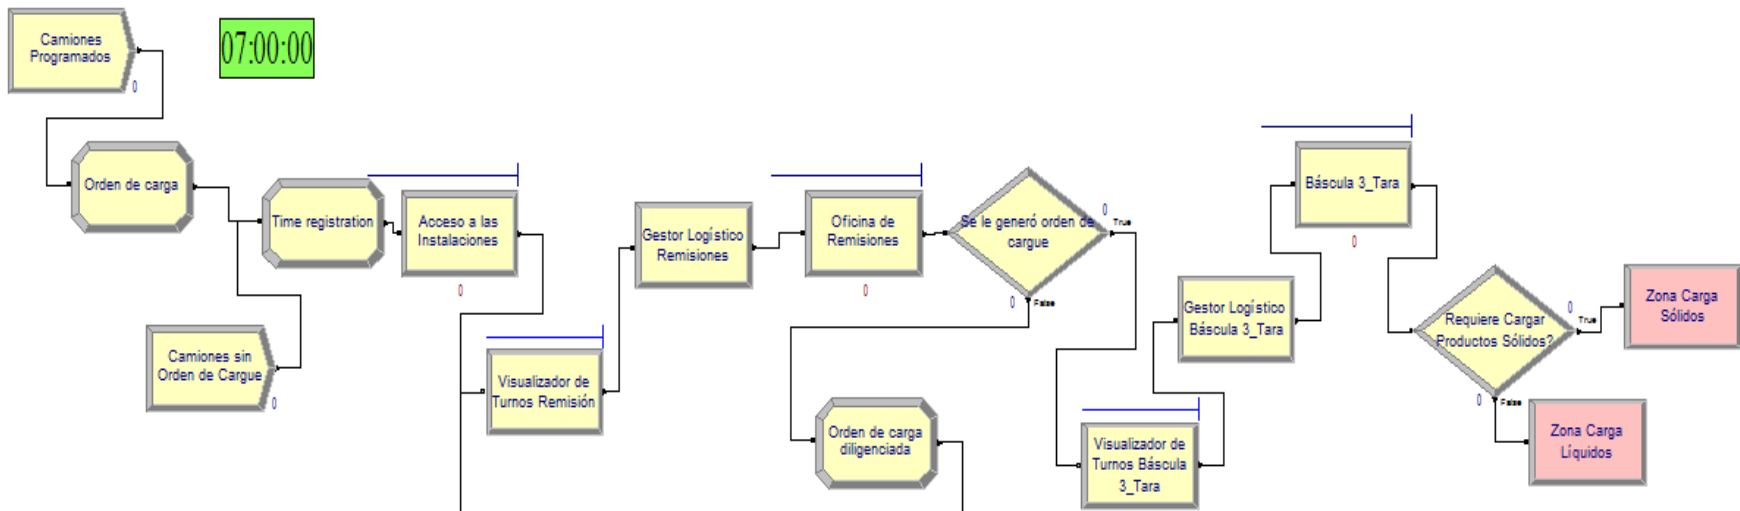 Camiones
Programados
0
07:00:00
Orden de carga
Time registration
Acceso a las
Instalaciones
0
Camiones sin
Orden de Cargue
0
Visualizador de
Turnos Remisión
Gestor Logístico
Remisiones
Oficina de
Remisiones
0
Se le generó orden de
cargue
0
True
0
False
Orden de carga
diligenciada
Visualizador de
Turnos Báscula
3_Tara
Gestor Logístico
Báscula 3_Tara
Báscula 3_Tara
0
Requiere Cargar
Productos Sólidos?
0
True
0
False
Zona Carga
Sólidos
Zona Carga
Líquidos